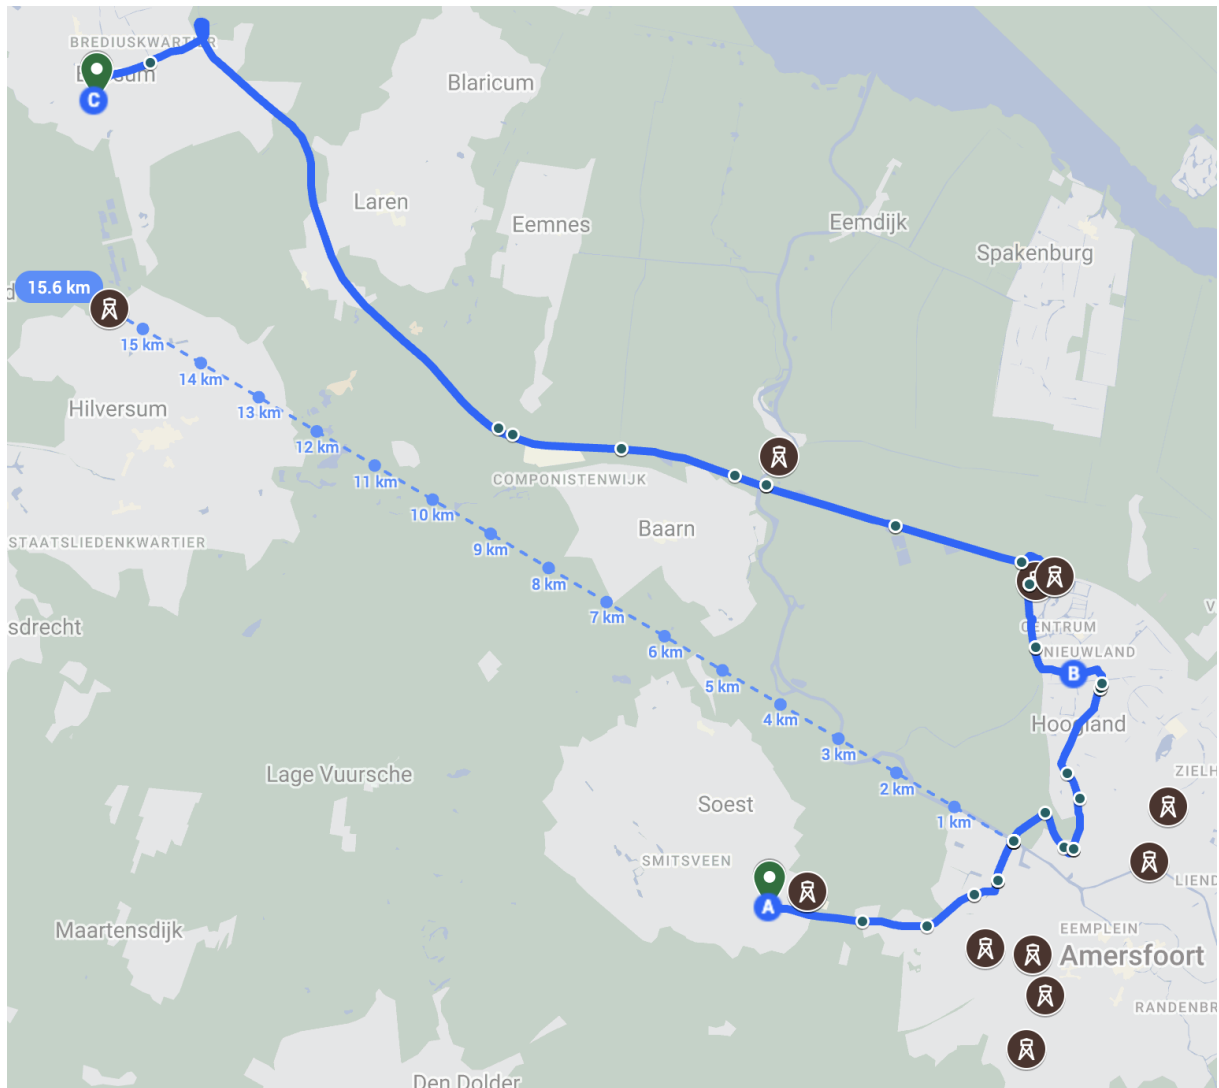 BREDIUSKWARTIER
Blaricum
C
Laren
Eemnes
Eemdijk
Spakenburg
15.6 km
15 km
14 km
13 km
Hilversum
12 km
11 km
COMPONISTENWIJK
10 km
Baarn
STAATSLIEDENKWARTIER
9 km
8 km
7 km
sdrecht
CENTRUM
6 km
NIEUWLAND
B
5 km
4 km
Hoogland
3 km
Lage Vuursche
ZIELH
2 km
Soest
1 km
SMITSVEEN
LIEND
A
Maartensdijk
EEMPLEIN
Amersfoort
RANDENBR
Den Dolder